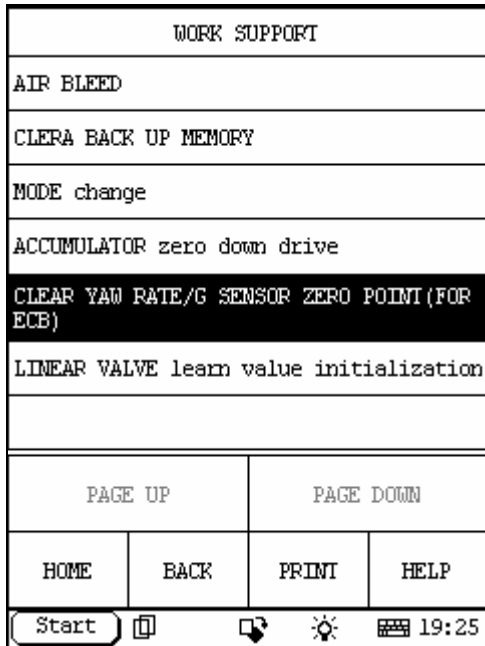 WORK SUPPORT
AIR BLEED
CLERA BACK UP MEMORY
MODE change
ACCUMULATOR zero down drive
CLEAR YAW RATE/G SENSOR ZERO POINT(FOR
ECB)
LINEAR VALVE learn value initialization
PAGE UP
PAGE DOWN
HOME
BACK
PRINT
HELP
Start
19:25